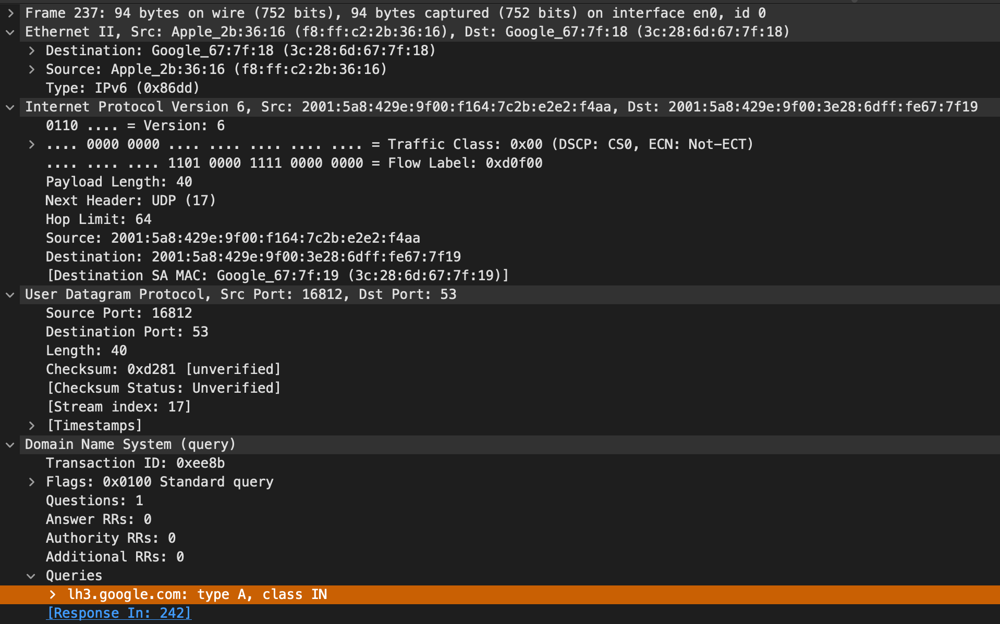 Frame 237: 94 bytes on wire (752 bits), 94 bytes captured (752 bits) on interface en0, id 0
Ethernet II, Src: Apple_2b:36:16 (f8:ff:c2:2b:36:16), Dst: Google_67:7f:18 (3c:28:6d:67:7f:18)
Destination: Google_67:7f:18 (3c:28:6d:67:7f:18)
Source: Apple_2b:36:16 (f8:ff:c2:2b:36:16)
Type: IPv6 (0x86dd)
Internet Protocol Version 6, Src: 2001:5a8:429e:9f00:f164:7c2b:e2e2:f4aa, Dst: 2001:5a8:429e:9f00:3e28:6dff:fe67:7f19
0110 .... = Version: 6
.... 0000 0000 .... .... .... .... .... = Traffic Class: 0x00 (DSCP: CS0, ECN: Not-ECT)
.... .... .... 1101 0000 1111 0000 0000 = Flow Label: 0xd0f00
Payload Length: 40
Next Header: UDP (17)
Hop Limit: 64
Source: 2001:5a8:429e:9f00:f164:7c2b:e2e2:f4aa
Destination: 2001:5a8:429e:9f00:3e28:6dff:fe67:7f19
[Destination SA MAC: Google_67:7f:19 (3c:28:6d:67:7f:19)]
User Datagram Protocol, Src Port: 16812, Dst Port: 53
Source Port: 16812
Destination Port: 53
Length: 40
Checksum: 0xd281 [unverified]
[Checksum Status: Unverified]
[Stream index: 17]
[Timestamps]
Domain Name System (query)
Transaction ID: 0xee8b
Flags: 0x0100 Standard query
Questions: 1
Answer RRs: 0
Authority RRs: 0
Additional RRs: 0
Queries
lh3.google.com: type A, class IN
[Response In: 242]